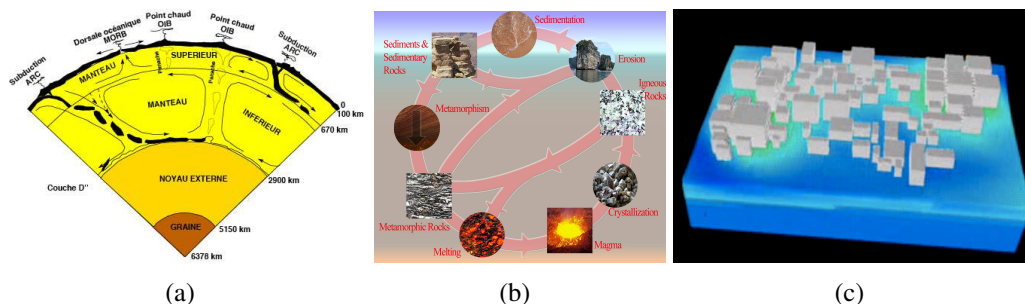 Subduction
ARC
Dorsale océanique
MORB
Point chaud
OIB
Point chaud
OIB
Subduction
ARC
MANTEAU
SUPERIEUR
Panache
Panache
MANTEAU
INFERIEUR
0
100 km
670 km
2900 km
5150 km
6378 km
Couche D"
NOYAU EXTERNE
GRAINE
(a)
Sedimentation
Sediments &
Sedimentary
Rocks
Erosion
Igneous
Rocks
Metamorphism
Crystallization
Metamorphic Rocks
Melting
Magma
(b)
(c)